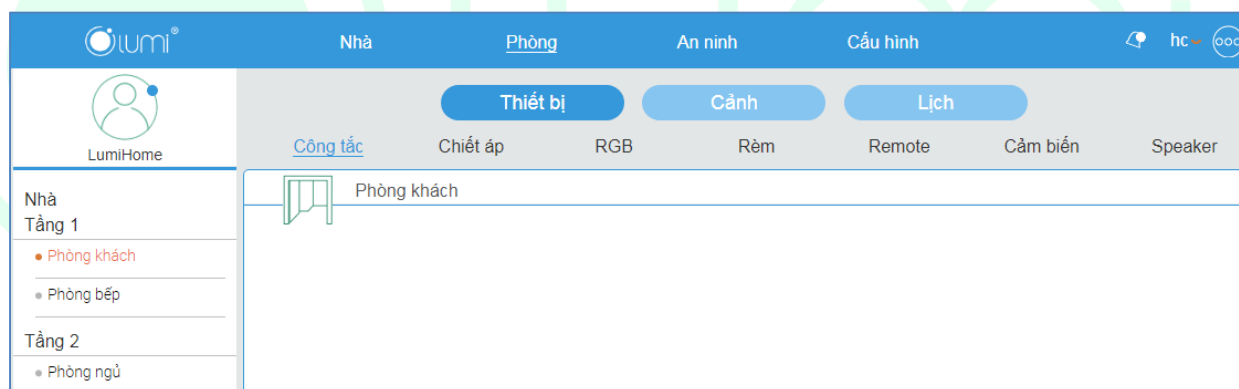 lumi®
Nhà Phòng An ninh Cấu hình hc
LumiHome
Thiết bị Cảnh Lịch
Công tắc Chiết áp RGB Rèm Remote Cảm biến Speaker
Phòng khách
Nhà
Tầng 1
Phòng khách
Phòng bếp
Tầng 2
Phòng ngủ